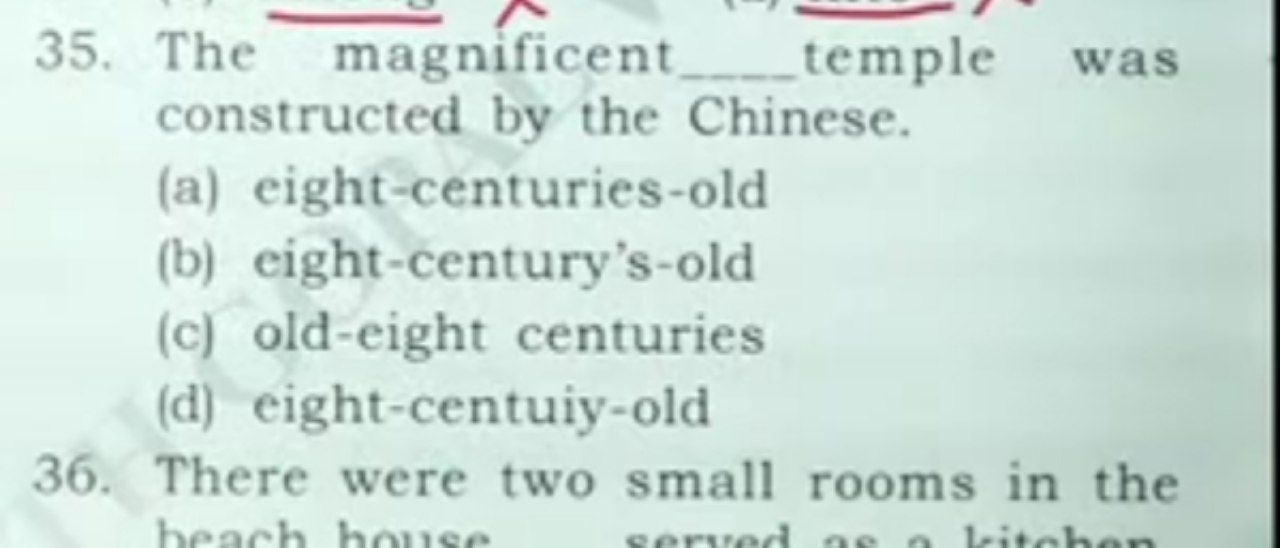 35. The magnificent____temple was
constructed by the Chinese.
(a) eight-centuries-old
(b) eight-century's-old
(c) old-eight centuries
(d) eight-centuiy-old
36. There were two small rooms in the
beach house served as a kitchen